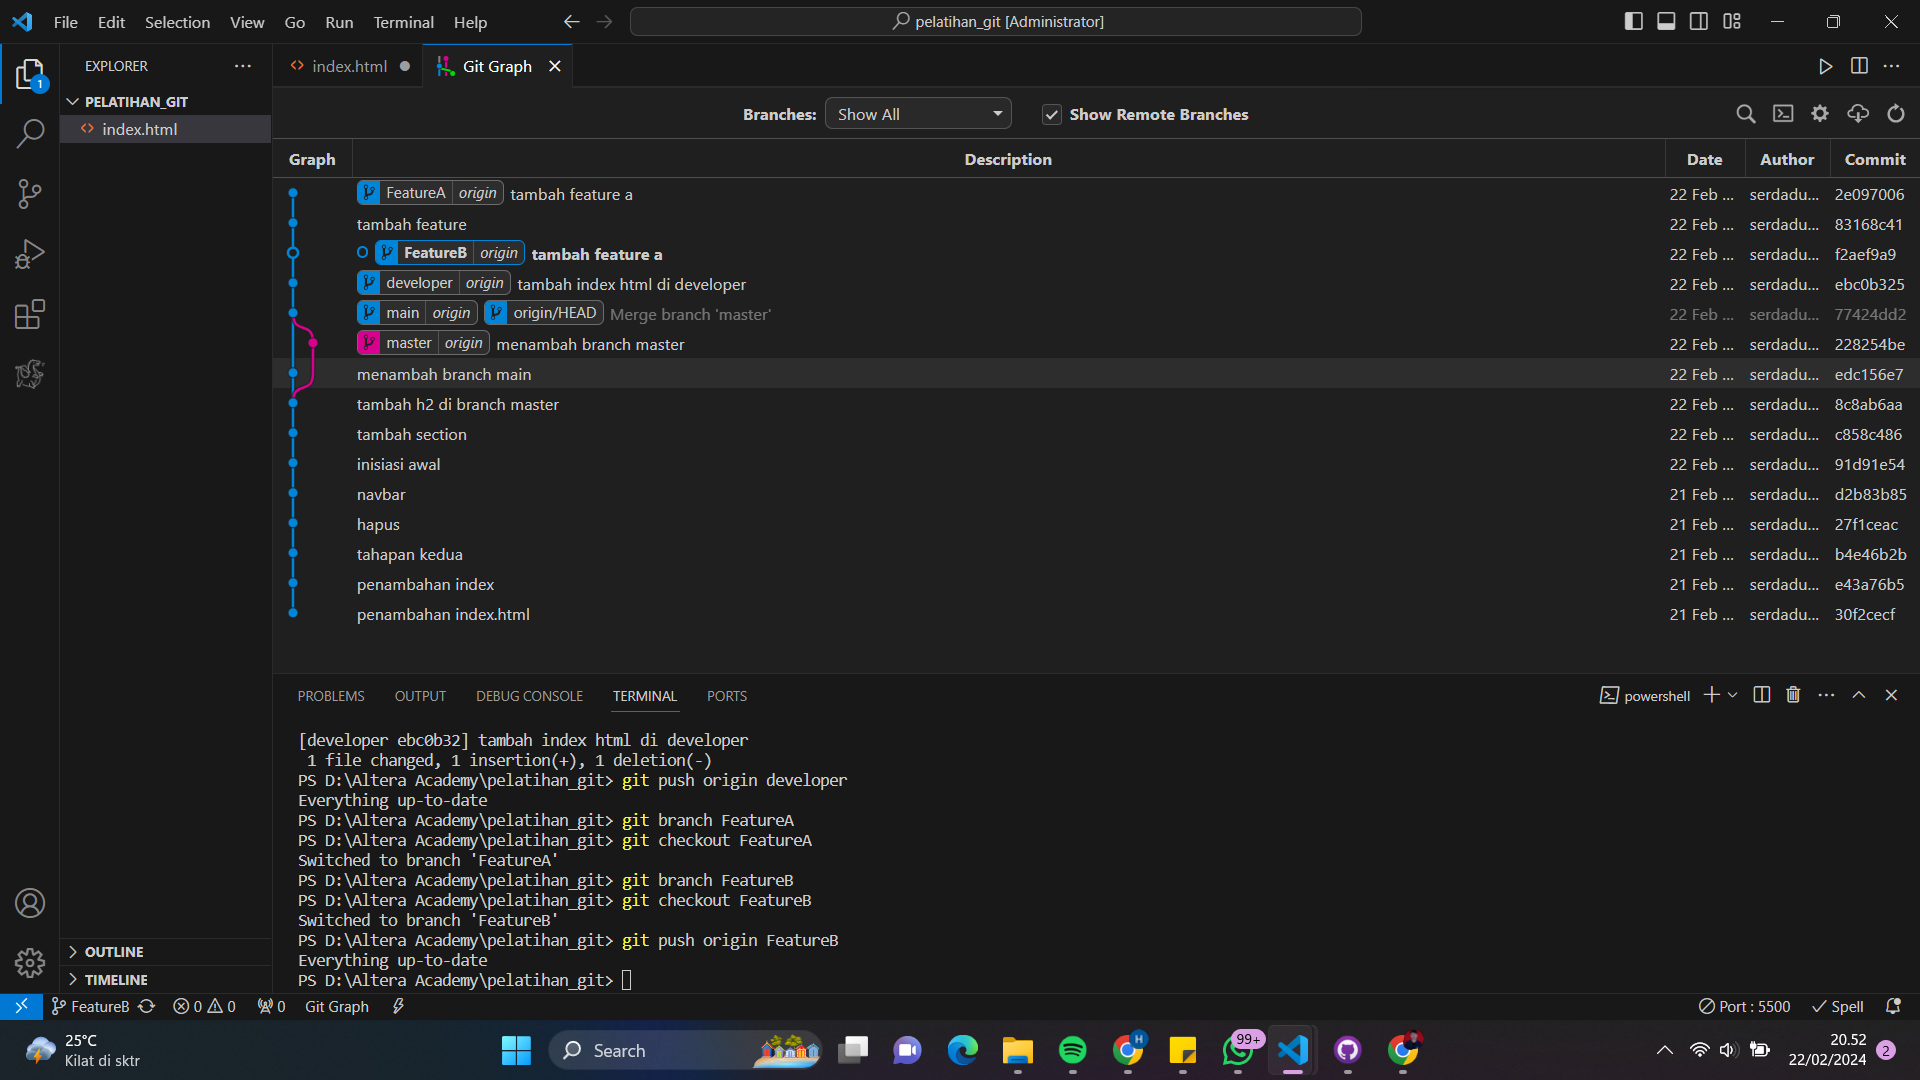 File Edit Selection View Go Run Terminal Help
pelatihan_git [Administrator]
1
EXPLORER
PELATIHAN_GIT
index.html
index.html
Git Graph
Branches: Show All Show Remote Branches
Graph Description Date Author Commit
FeatureA origin tambah feature a 22 Feb ... serdadu... 2e097006
tambah feature 22 Feb ... serdadu... 83168c41
FeatureB origin tambah feature a 22 Feb ... serdadu... f2aef9a9
developer origin tambah index html di developer 22 Feb ... serdadu... ebc0b325
main origin origin/HEAD Merge branch 'master' 22 Feb ... serdadu... 77424dd2
master origin menambah branch master 22 Feb ... serdadu... 228254be
menambah branch main 22 Feb ... serdadu... edc156e7
tambah h2 di branch master 22 Feb ... serdadu... 8c8ab6aa
tambah section 22 Feb ... serdadu... c858c486
inisiasi awal 22 Feb ... serdadu... 91d91e54
navbar 21 Feb ... serdadu... d2b83b85
hapus 21 Feb ... serdadu... 27f1ceac
tahapan kedua 21 Feb ... serdadu... b4e46b2b
penambahan index 21 Feb ... serdadu... e43a76b5
penambahan index.html 21 Feb ... serdadu... 30f2cecf
PROBLEMS OUTPUT DEBUG CONSOLE TERMINAL PORTS
powershell
[developer ebc0b32] tambah index html di developer
1 file changed, 1 insertion(+), 1 deletion(-)
PS D:\Altera Academy\pelatihan_git> git push origin developer
Everything up-to-date
PS D:\Altera Academy\pelatihan_git> git branch FeatureA
PS D:\Altera Academy\pelatihan_git> git checkout FeatureA
Switched to branch 'FeatureA'
PS D:\Altera Academy\pelatihan_git> git branch FeatureB
PS D:\Altera Academy\pelatihan_git> git checkout FeatureB
Switched to branch 'FeatureB'
PS D:\Altera Academy\pelatihan_git> git push origin FeatureB
Everything up-to-date
PS D:\Altera Academy\pelatihan_git>
OUTLINE
TIMELINE
FeatureB 0 0 0 Git Graph
Port : 5500 Spell
25°C
Kilat di sktr
Search
H
99+
20.52
22/02/2024
2